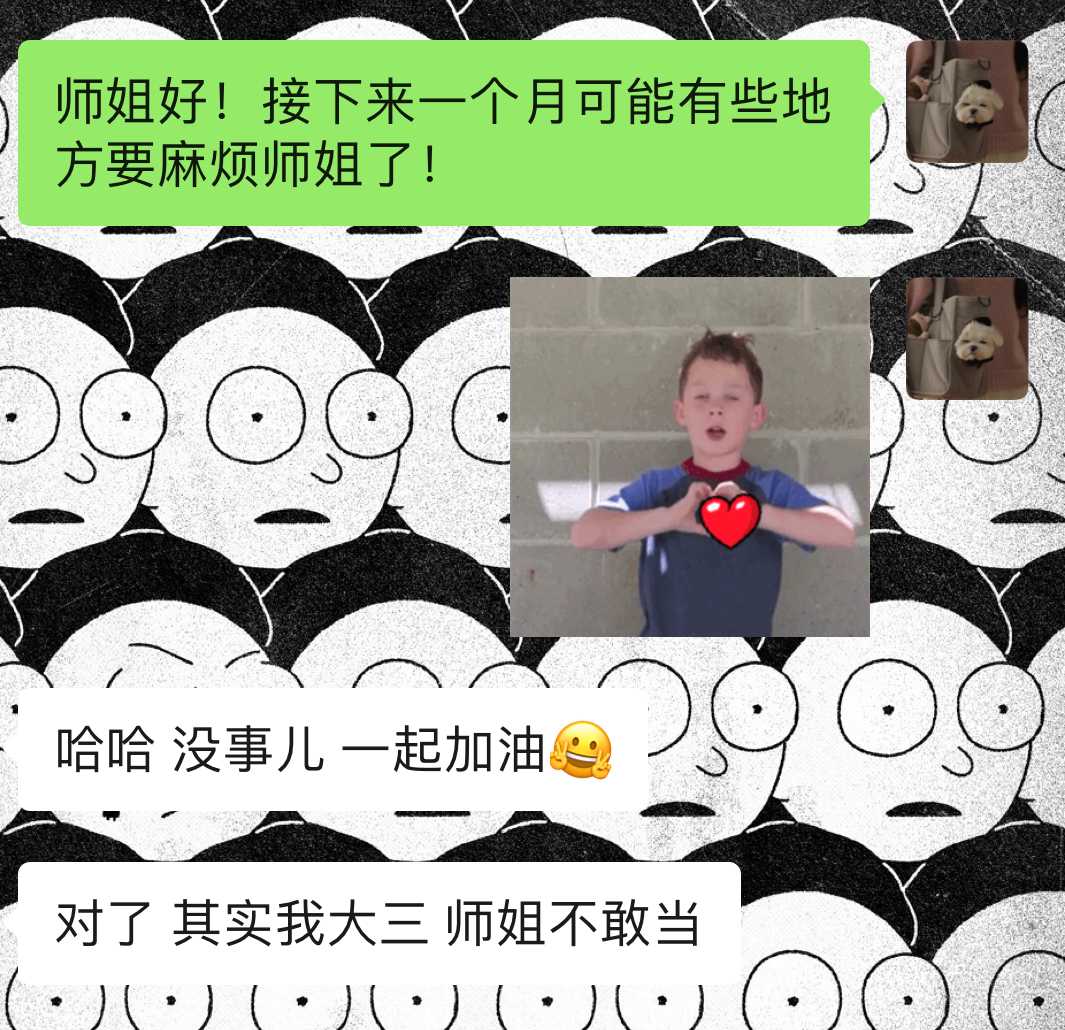 师姐好！接下来一个月可能有些地
方要麻烦师姐了！
哈哈 没事儿 一起加油
对了 其实我大三 师姐不敢当